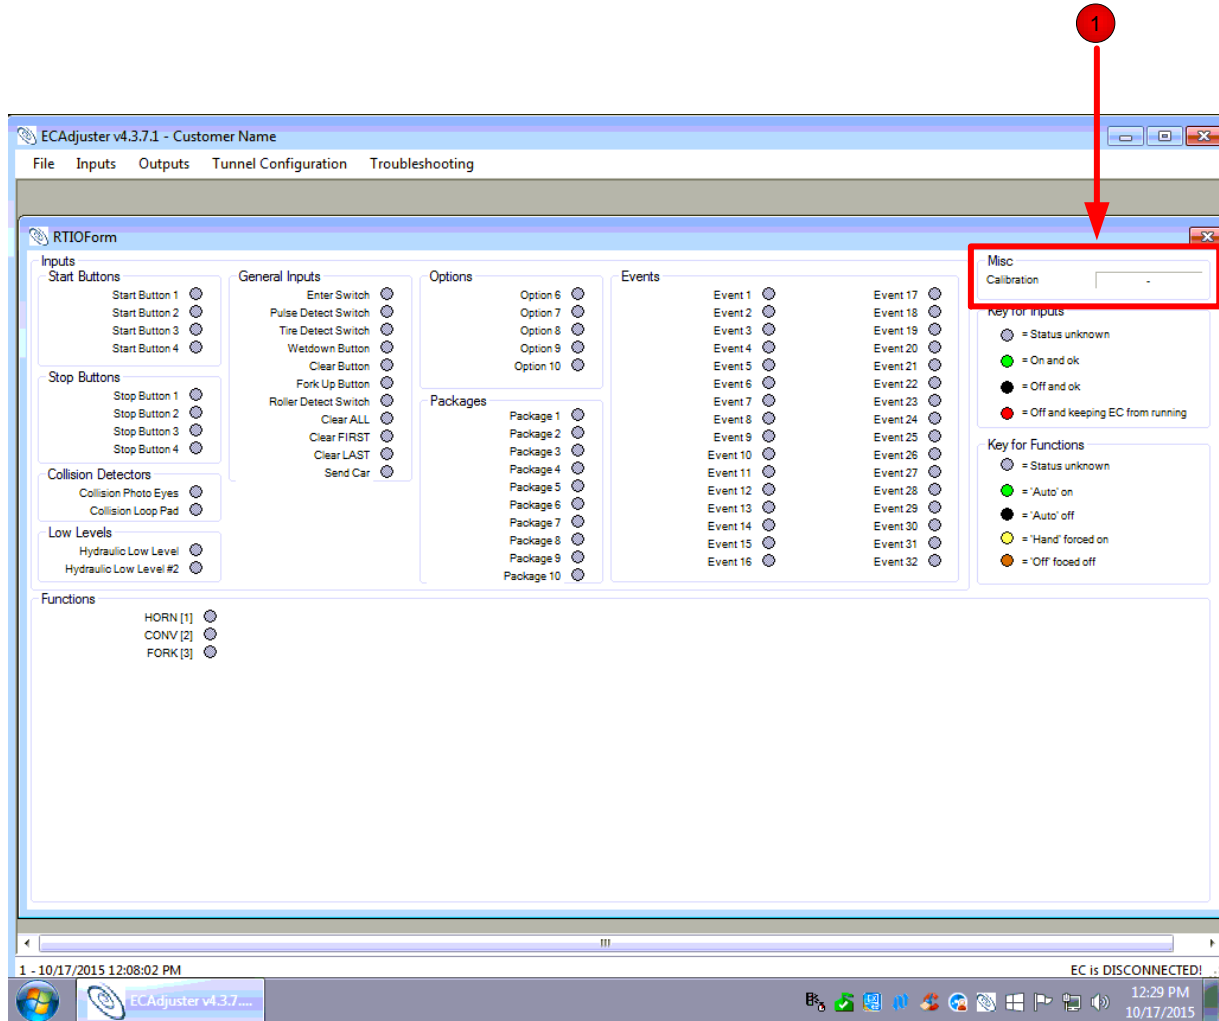 1
ECAdjuster v4.3.7.1 - Customer Name
File Inputs Outputs Tunnel Configuration Troubleshooting
RTIOForm
Inputs
Start Buttons
Start Button 1
Start Button 2
Start Button 3
Start Button 4
Stop Buttons
Stop Button 1
Stop Button 2
Stop Button 3
Stop Button 4
Collision Detectors
Collision Photo Eyes
Collision Loop Pad
Low Levels
Hydraulic Low Level
Hydraulic Low Level #2
General Inputs
Enter Switch
Pulse Detect Switch
Tire Detect Switch
Wetdown Button
Clear Button
Fork Up Button
Roller Detect Switch
Clear ALL
Clear FIRST
Clear LAST
Send Car
Options
Option 6
Option 7
Option 8
Option 9
Option 10
Packages
Package 1
Package 2
Package 3
Package 4
Package 5
Package 6
Package 7
Package 8
Package 9
Package 10
Events
Event 1
Event 2
Event 3
Event 4
Event 5
Event 6
Event 7
Event 8
Event 9
Event 10
Event 11
Event 12
Event 13
Event 14
Event 15
Event 16
Event 17
Event 18
Event 19
Event 20
Event 21
Event 22
Event 23
Event 24
Event 25
Event 26
Event 27
Event 28
Event 29
Event 30
Event 31
Event 32
Misc
Calibration -
Key for Inputs
= Status unknown
= On and ok
= Off and ok
= Off and keeping EC from running
Key for Functions
= Status unknown
= 'Auto' on
= 'Auto' off
= 'Hand' forced on
= 'Off' foced off
Functions
HORN [1]
CONV [2]
FORK [3]
1 - 10/17/2015 12:08:02 PM
EC is DISCONNECTED!
ECAdjuster v4.3.7....
12:29 PM
10/17/2015